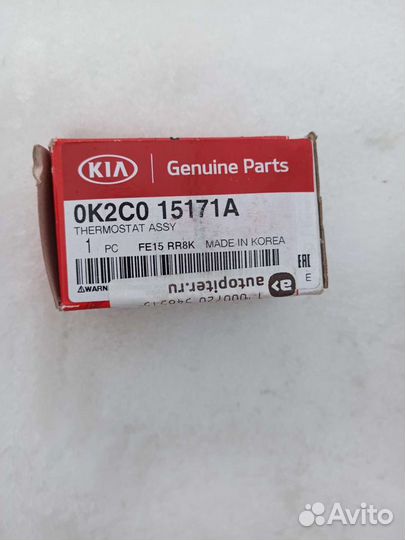 KIA Genuine Parts
0K2C0 15171A
THERMOSTAT ASSY
1 PC FE15 RR8K MADE IN KOREA
EAC
E
⚠WARN
autopiter.ru
Avito